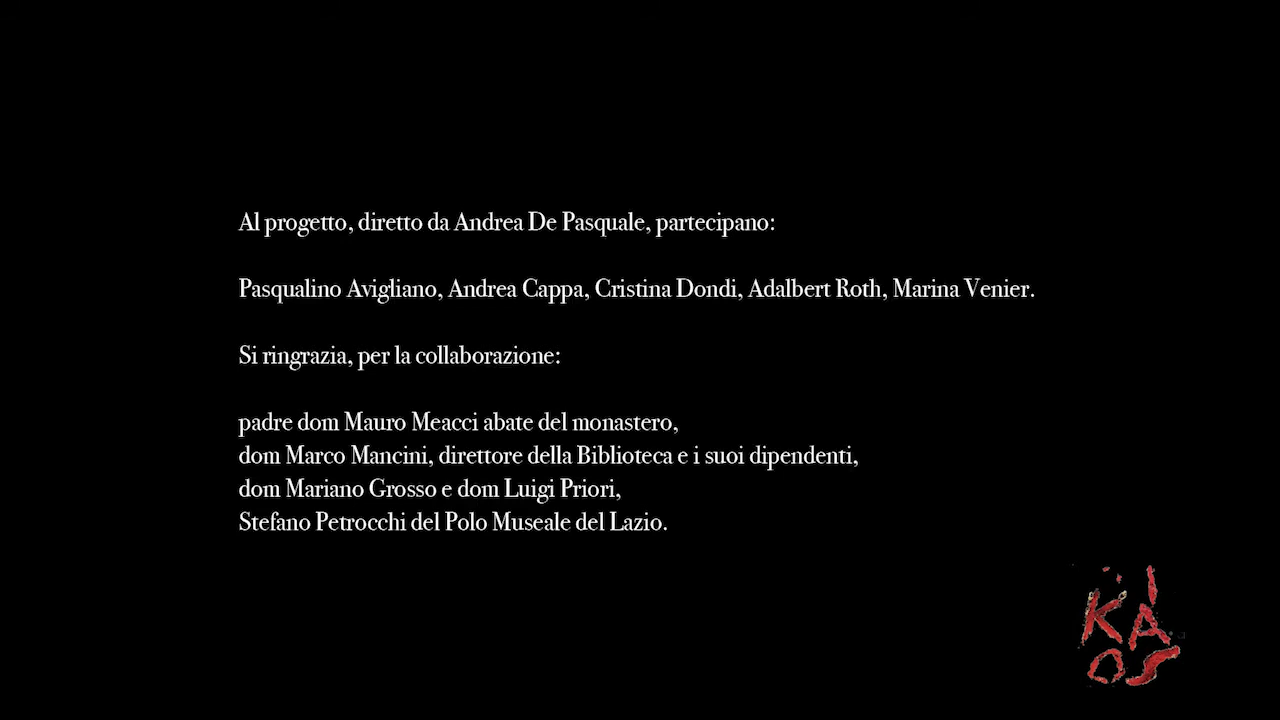 Al progetto, diretto da Andrea De Pasquale, partecipano:
Pasqualino Avigliano, Andrea Cappa, Cristina Dondi, Adalbert Roth, Marina Venier.
Si ringrazia, per la collaborazione:
padre dom Mauro Meacci abate del monastero,
dom Marco Mancini, direttore della Biblioteca e i suoi dipendenti,
dom Mariano Grosso e dom Luigi Priori,
Stefano Petrocchi del Polo Museale del Lazio.
KA
OS